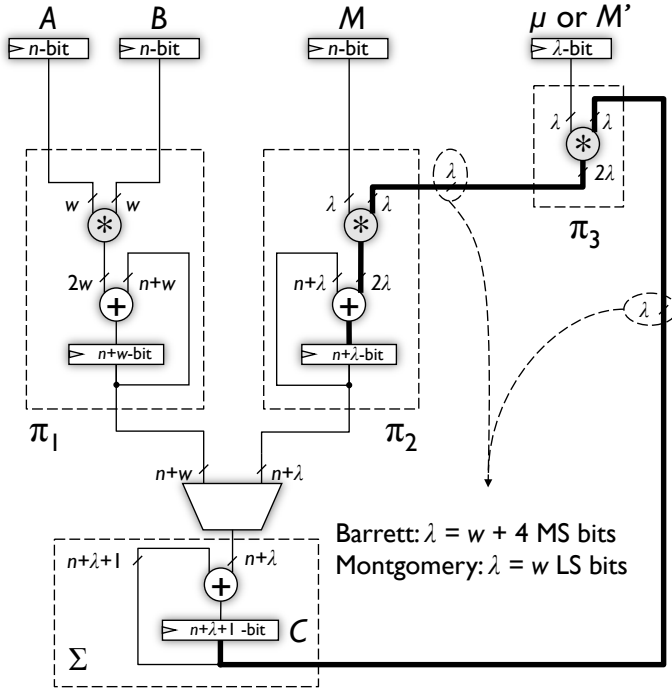 A B M μ or M'
n-bit n-bit n-bit λ-bit
λ λ
*
2λ
π3
λ
w w
*
2w n+w
+
n+w-bit
π1
λ λ
*
n+λ 2λ
+
n+λ-bit
π2
λ
n+w n+λ
Barrett: λ = w + 4 MS bits
Montgomery: λ = w LS bits
n+λ+1 n+λ
+
n+λ+1 -bit C
Σ